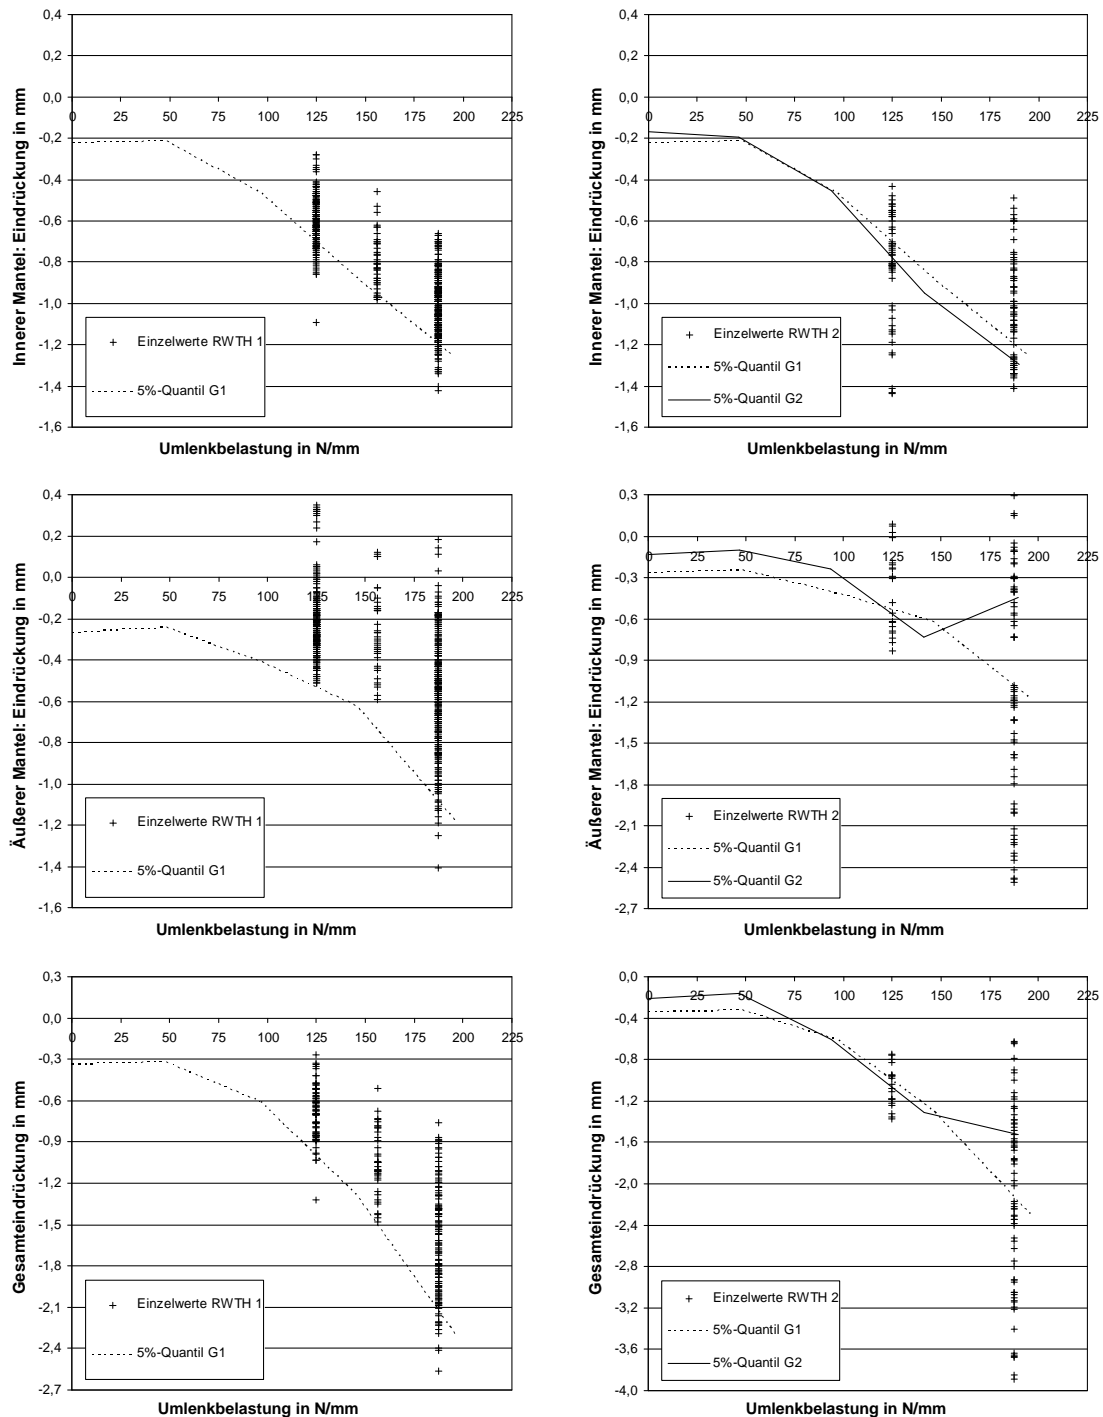 Innerer Mantel: Eindrückung in mm
0,4
0,2
0,0
-0,2
-0,4
-0,6
-0,8
-1,0
-1,2
-1,4
-1,6
0 25 50 75 100 125 150 175 200 225
Einzelwerte RWTH 1
5%-Quantil G1
Umlenkbelastung in N/mm
Innerer Mantel: Eindrückung in mm
0,4
0,2
0,0
-0,2
-0,4
-0,6
-0,8
-1,0
-1,2
-1,4
-1,6
0 25 50 75 100 125 150 175 200 225
Einzelwerte RWTH 2
5%-Quantil G1
5%-Quantil G2
Umlenkbelastung in N/mm
Äußerer Mantel: Eindrückung in mm
0,4
0,2
0,0
-0,2
-0,4
-0,6
-0,8
-1,0
-1,2
-1,4
-1,6
0 25 50 75 100 125 150 175 200 225
Einzelwerte RWTH 1
5%-Quantil G1
Umlenkbelastung in N/mm
Äußerer Mantel: Eindrückung in mm
0,3
0,0
-0,3
-0,6
-0,9
-1,2
-1,5
-1,8
-2,1
-2,4
-2,7
0 25 50 75 100 125 150 175 200 225
Einzelwerte RWTH 2
5%-Quantil G1
5%-Quantil G2
Umlenkbelastung in N/mm
Gesamteindrückung in mm
0,3
0,0
-0,3
-0,6
-0,9
-1,2
-1,5
-1,8
-2,1
-2,4
-2,7
0 25 50 75 100 125 150 175 200 225
Einzelwerte RWTH 1
5%-Quantil G1
Umlenkbelastung in N/mm
Gesamteindrückung in mm
0,0
-0,4
-0,8
-1,2
-1,6
-2,0
-2,4
-2,8
-3,2
-3,6
-4,0
0 25 50 75 100 125 150 175 200 225
Einzelwerte RWTH 2
5%-Quantil G1
5%-Quantil G2
Umlenkbelastung in N/mm